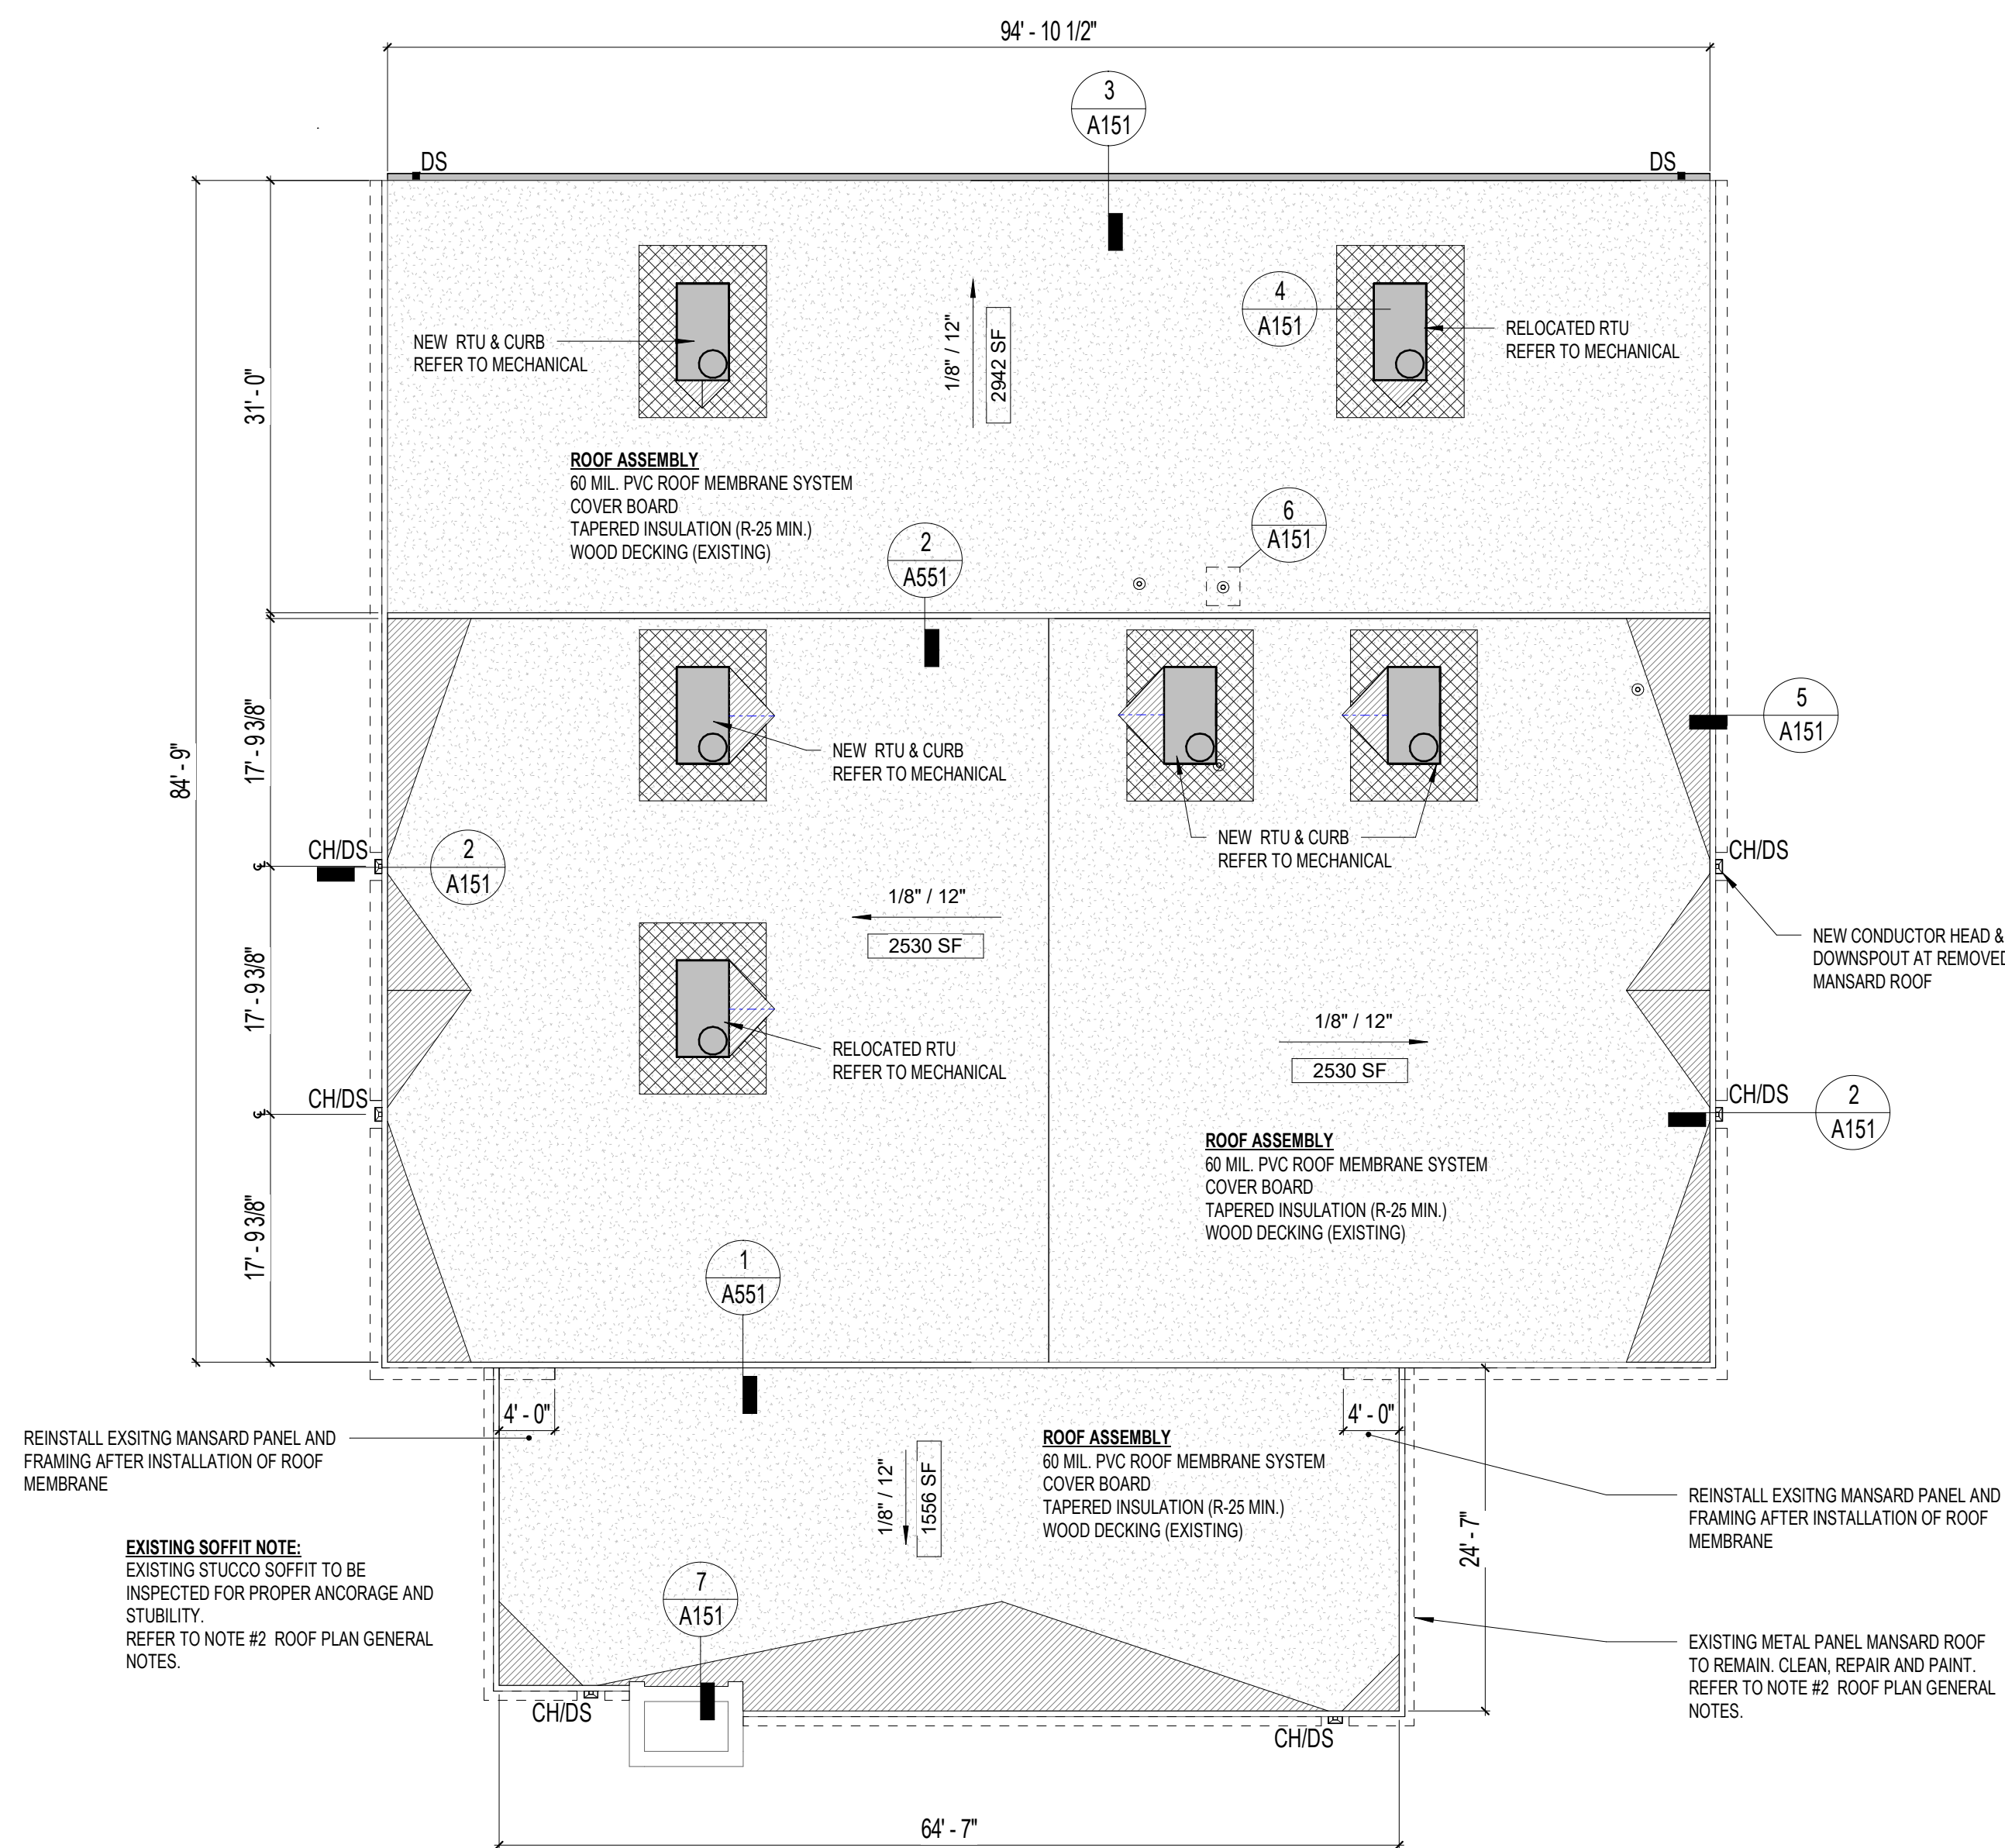 94' - 10 1/2"
3
A151
DS
DS
4
A151
NEW RTU & CURB
REFER TO MECHANICAL
1/8" / 12"
2942 SF
RELOCATED RTU
REFER TO MECHANICAL
31' - 0"
ROOF ASSEMBLY
60 MIL. PVC ROOF MEMBRANE SYSTEM
COVER BOARD
TAPERED INSULATION (R-25 MIN.)
WOOD DECKING (EXISTING)
6
A151
2
A551
84' - 9"
17' - 9 3/8"
5
A151
NEW RTU & CURB
REFER TO MECHANICAL
NEW RTU & CURB
REFER TO MECHANICAL
CH/DS
2
A151
CH/DS
1/8" / 12"
2530 SF
NEW CONDUCTOR HEAD &
DOWNSPOUT AT REMOVED
MANSARD ROOF
17' - 9 3/8"
1/8" / 12"
2530 SF
RELOCATED RTU
REFER TO MECHANICAL
CH/DS
CH/DS
2
A151
ROOF ASSEMBLY
60 MIL. PVC ROOF MEMBRANE SYSTEM
COVER BOARD
TAPERED INSULATION (R-25 MIN.)
WOOD DECKING (EXISTING)
17' - 9 3/8"
1
A551
4' - 0"
4' - 0"
REINSTALL EXSITNG MANSARD PANEL AND
FRAMING AFTER INSTALLATION OF ROOF
MEMBRANE
ROOF ASSEMBLY
60 MIL. PVC ROOF MEMBRANE SYSTEM
COVER BOARD
TAPERED INSULATION (R-25 MIN.)
WOOD DECKING (EXISTING)
1/8" / 12"
1556 SF
24' - 7"
REINSTALL EXSITNG MANSARD PANEL AND
FRAMING AFTER INSTALLATION OF ROOF
MEMBRANE
EXISTING SOFFIT NOTE:
EXISTING STUCCO SOFFIT TO BE
INSPECTED FOR PROPER ANCORAGE AND
STUBILITY.
REFER TO NOTE #2 ROOF PLAN GENERAL
NOTES.
7
A151
EXISTING METAL PANEL MANSARD ROOF
TO REMAIN. CLEAN, REPAIR AND PAINT.
REFER TO NOTE #2 ROOF PLAN GENERAL
NOTES.
CH/DS
CH/DS
64' - 7"